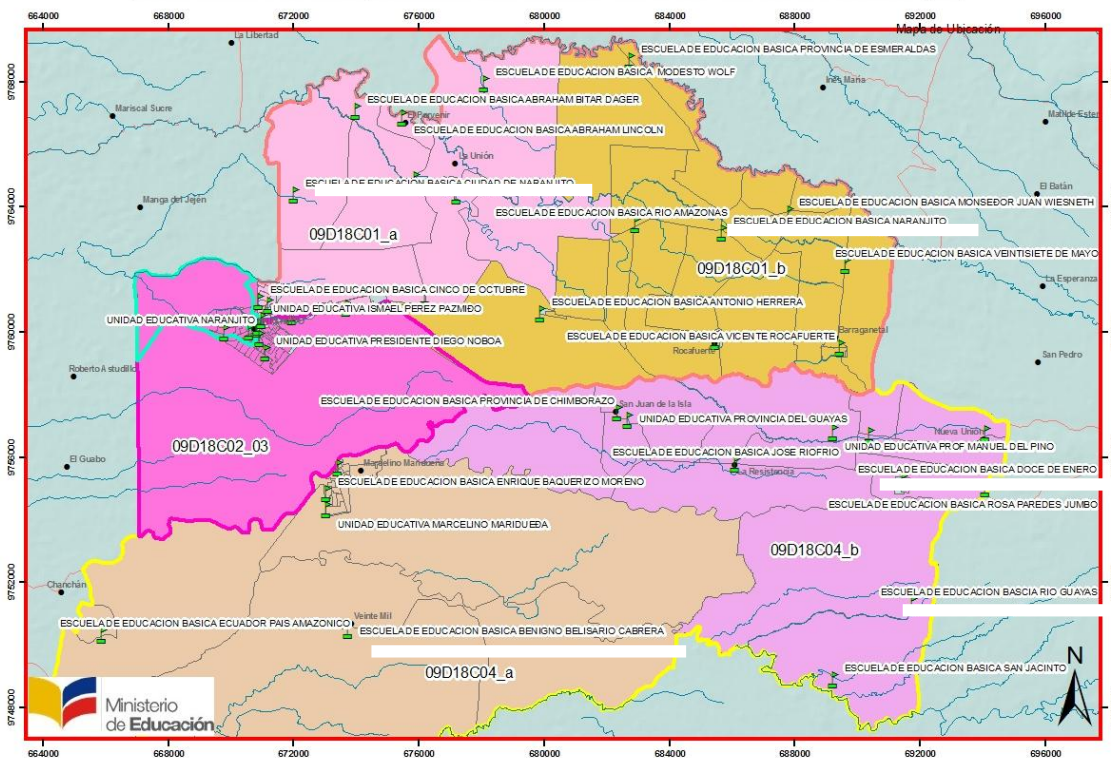 664000 668000 672000 676000 680000 684000 688000 692000 696000
Mapa de Ubicación
La Libertad
ESCUELA DE EDUCACION BASICA PROVINCIA DE ESMERALDAS
9768000
ESCUELA DE EDUCACION BASICA MODESTO WOLF
Inés María
ESCUELA DE EDUCACION BASICA ABRAHAM BITAR DAGER
Mariscal Sucre
El Porvenir
Matilde Ester
ESCUELA DE EDUCACION BASICA ABRAHAM LINCOLN
La Unión
ESCUELA DE EDUCACION BASICA CIUDAD DE NARANJITO
El Batán
9764000
Manga del Jején
ESCUELA DE EDUCACION BASICA MONSEÐOR JUAN WIESNETH
ESCUELA DE EDUCACION BASICA RIO AMAZONAS
ESCUELA DE EDUCACION BASICA NARANJITO
09D18C01_a
ESCUELA DE EDUCACION BASICA VEINTISIETE DE MAYO
09D18C01_b
La Esperanza
ESCUELA DE EDUCACION BASICA CINCO DE OCTUBRE
ESCUELA DE EDUCACION BASICA ANTONIO HERRERA
UNIDAD EDUCATIVA ISMAEL PEREZ PAZMIÐO
UNIDAD EDUCATIVA NARANJITO
9760000
Barraganetal
ESCUELA DE EDUCACION BASICA VICENTE ROCAFUERTE
UNIDAD EDUCATIVA PRESIDENTE DIEGO NOBOA
Rocafuerte
San Pedro
Roberto Astudillo
ESCUELA DE EDUCACION BASICA PROVINCIA DE CHIMBORAZO
San Juan de la Isla
UNIDAD EDUCATIVA PROVINCIA DEL GUAYAS
Nueva Unión
09D18C02_03
UNIDAD EDUCATIVA PROF MANUEL DEL PINO
ESCUELA DE EDUCACION BASICA JOSE RIOFRIO
El Guabo
9756000
Marcelino Maridueña
La Resistencia
ESCUELA DE EDUCACION BASICA DOCE DE ENERO
ESCUELA DE EDUCACION BASICA ENRIQUE BAQUERIZO MORENO
ESCUELA DE EDUCACION BASICA ROSA PAREDES JUMBO
UNIDAD EDUCATIVA MARCELINO MARIDUEÐA
09D18C04_b
9752000
Chanchán
ESCUELA DE EDUCACION BASCIA RIO GUAYAS
Veinte Mil
ESCUELA DE EDUCACION BASICA ECUADOR PAIS AMAZONICO
ESCUELA DE EDUCACION BASICA BENIGNO BELISARIO CABRERA
09D18C04_a
ESCUELA DE EDUCACION BASICA SAN JACINTO
N
Ministerio
de Educación
9748000
664000 668000 672000 676000 680000 684000 688000 692000 696000